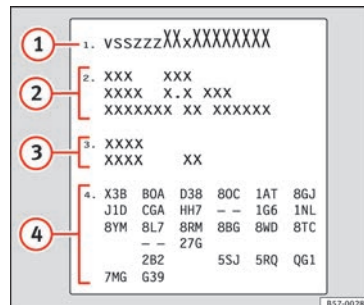 1
1. VSSZZZXXxXXXXXXXX
2
2. XXX XXX
XXXX X.X XXX
XXXXXXX XX XXXXXX
3
3. XXXX
XXXX XX
4
4. X3B B0A D38 80C 1AT 8GJ
J1D CGA HH7 -- 1G6 1NL
8YM 8L7 8RM 8BG 8WD 8TC
-- 27G
2B2 5SJ 5RQ QG1
7MG G39
B57-0028